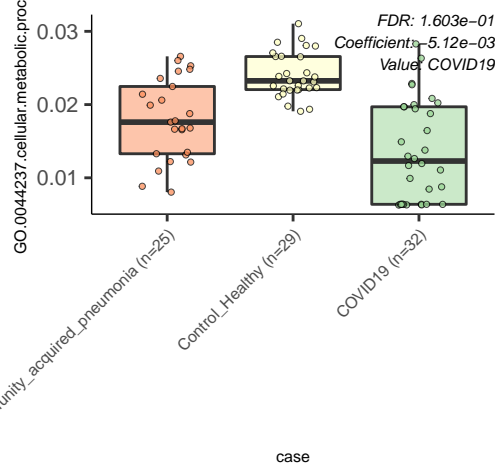 FDR: 1.603e−01
Coefficient: −5.12e−03
Value: COVID19
GO.0044237.cellular.metabolic.proc
0.03
0.02
0.01
unity_acquired_pneumonia (n=25)
Control_Healthy (n=29)
COVID19 (n=32)
case